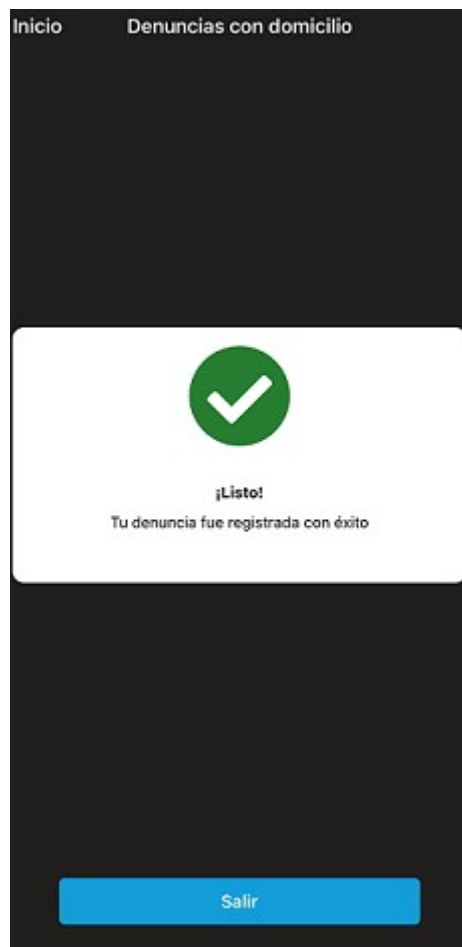 Inicio Denuncias con domicilio
¡Listo!
Tu denuncia fue registrada con éxito
Salir